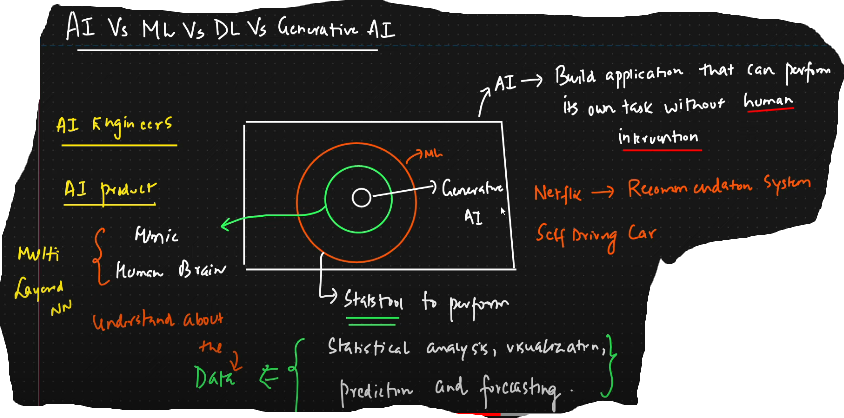 AI Vs ML Vs DL Vs Generative AI
AI → Build application that can perform
its own task without human
intervention
AI Engineers
AI product
→ ML
→ Generative
AI
Netflix → Recommendation System
Self Driving Car
Mimic
Human Brain
Multi
Layered
NN
→ Statstool to perform
Understand about
the
Data ⇐
Statistical analysis, visualization,
prediction and forecasting.